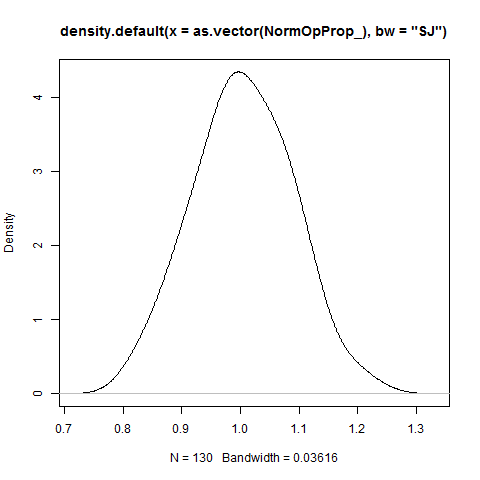 density.default(x = as.vector(NormOpProp_), bw = "SJ")
Density
4
3
2
1
0
0.7 0.8 0.9 1.0 1.1 1.2 1.3
N = 130 Bandwidth = 0.03616